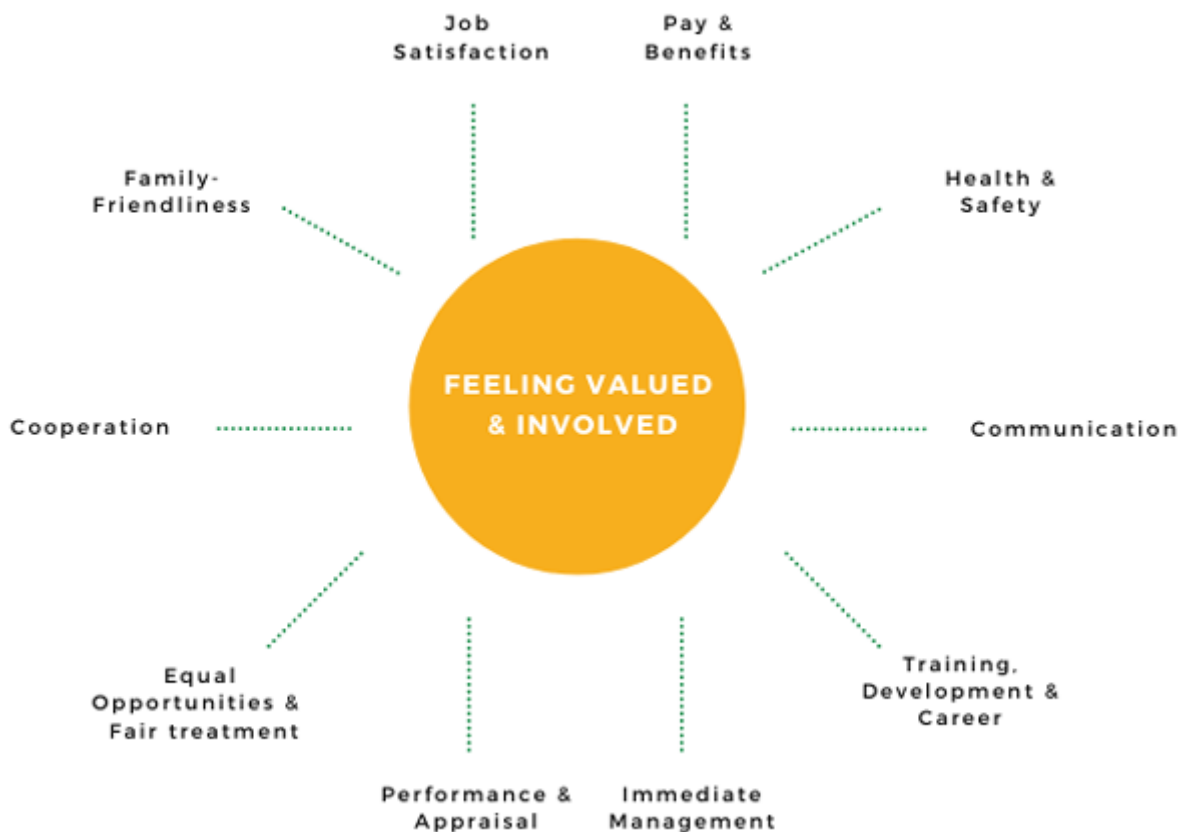 Job
Satisfaction
Pay &
Benefits
Family-
Friendliness
Health &
Safety
FEELING VALUED
& INVOLVED
Cooperation
Communication
Equal
Opportunities &
Fair treatment
Training,
Development &
Career
Performance &
Appraisal
Immediate
Management